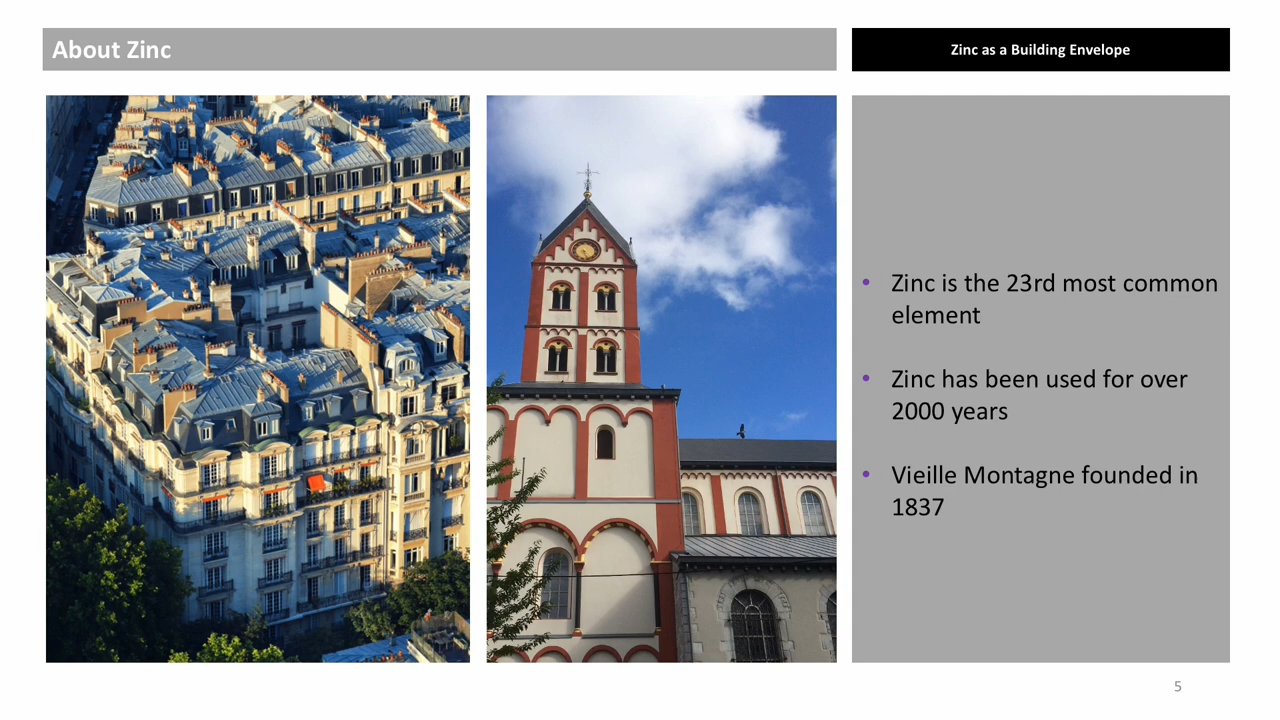 About Zinc
Zinc as a Building Envelope
• Zinc is the 23rd most common
element
• Zinc has been used for over
2000 years
• Vieille Montagne founded in
1837
5